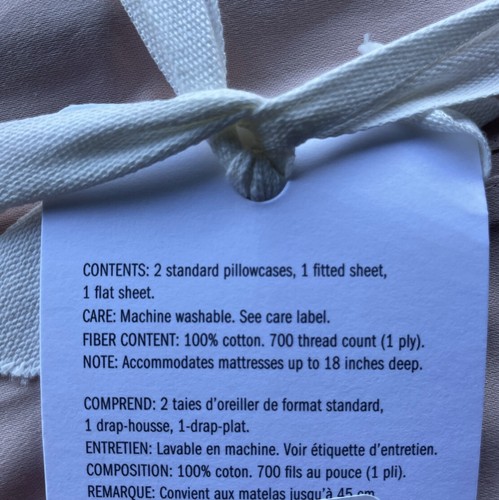 CONTENTS: 2 standard pillowcases, 1 fitted sheet,
1 flat sheet.
CARE: Machine washable. See care label.
FIBER CONTENT: 100% cotton. 700 thread count (1 ply).
NOTE: Accommodates mattresses up to 18 inches deep.
COMPREND: 2 taies d'oreiller de format standard,
1 drap-housse, 1-drap-plat.
ENTRETIEN: Lavable en machine. Voir étiquette d'entretien.
COMPOSITION: 100% coton. 700 fils au pouce (1 pli).
REMARQUE: Convient aux matelas jusqu'à 45 cm